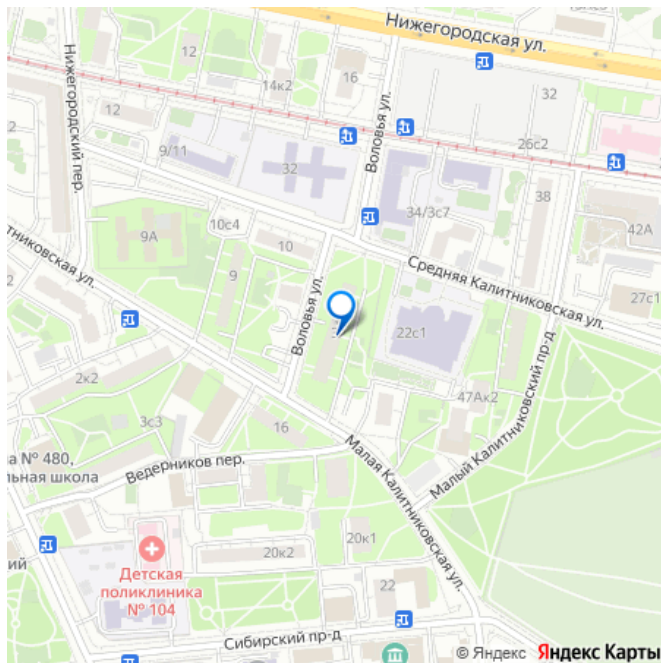 Нижегородская ул.
Нижегородский пер.
12
14к2
16
32
12
Воловья ул.
26с2
9/11
32
38
34/3с7
42А
10с4
9А
10
тниковская ул.
9
Средняя Калитниковская ул.
27с1
Воловья ул.
22с1
Малый Калитниковский пр-д
2к2
47Ак2
3с3
16
а № 480,
льная школа
Ведерников пер.
Малая Калитниковская ул.
20к1
20к2
ий
Детская
поликлиника
№ 104
22
Сибирский пр-д
© Яндекс Яндекс Карты